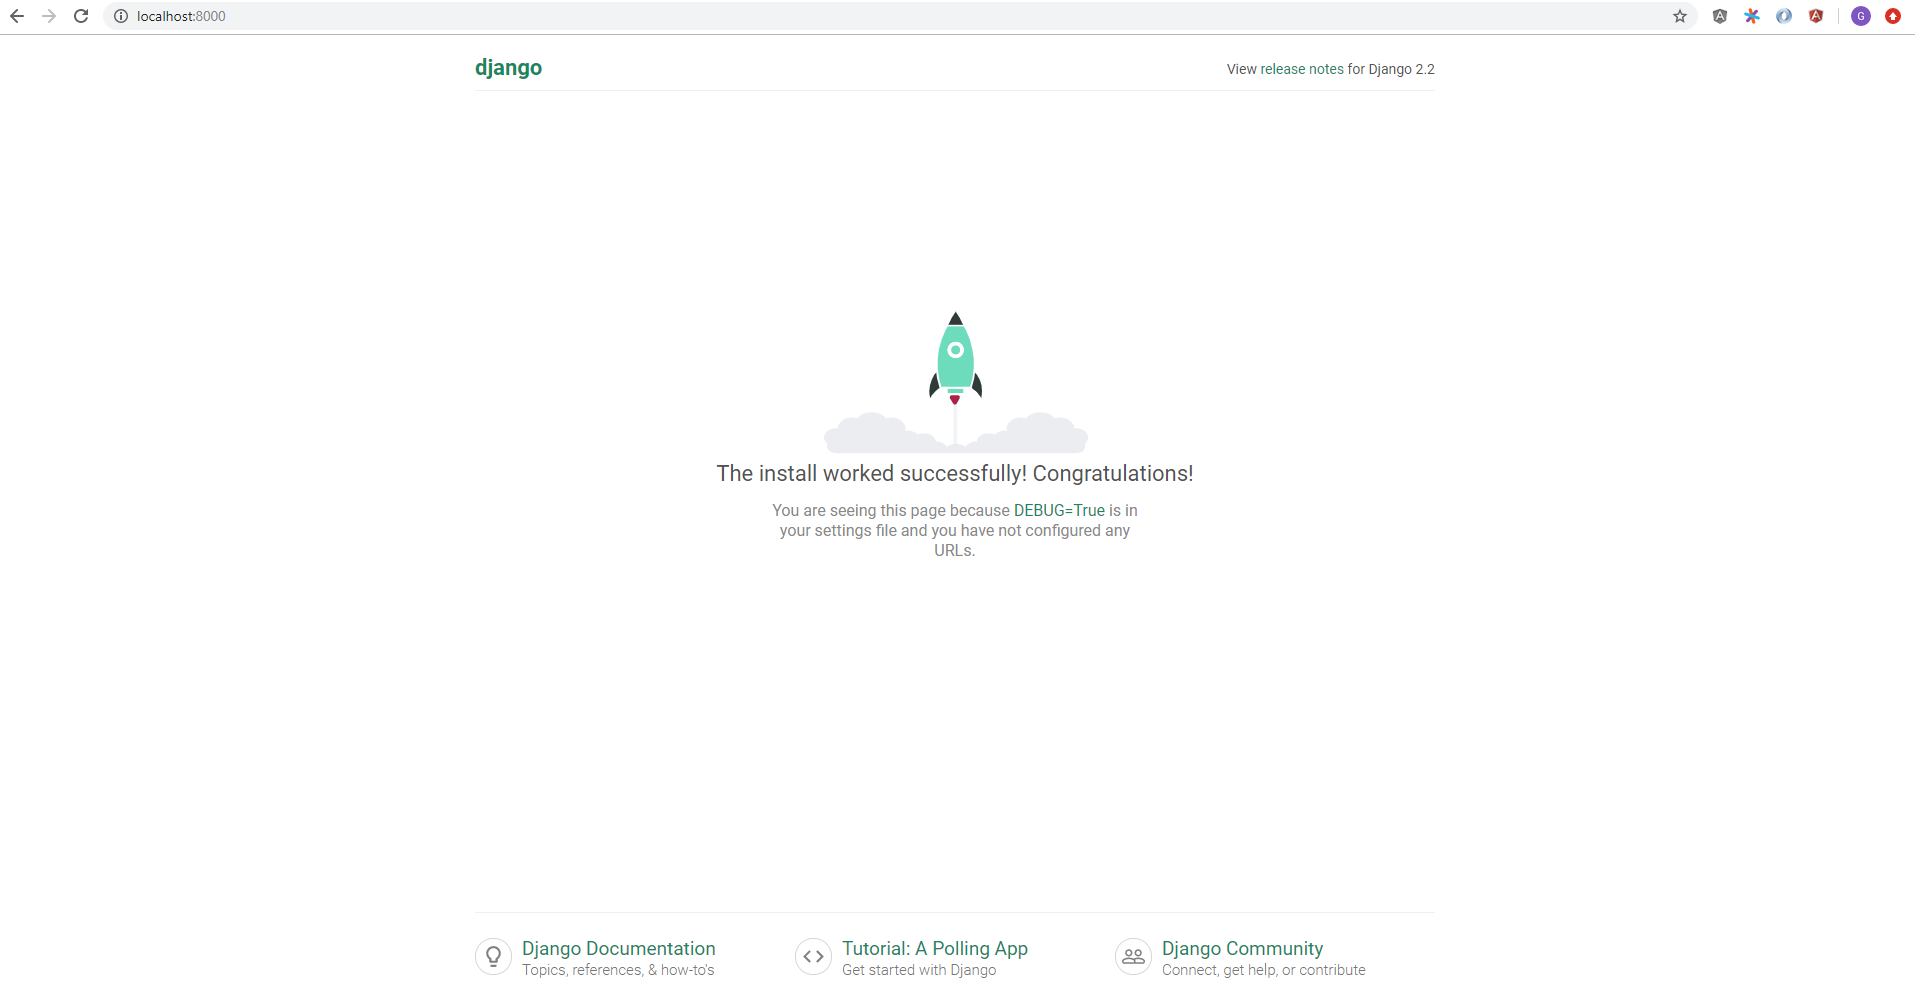 localhost:8000
G
django
View release notes for Django 2.2
The install worked successfully! Congratulations!
You are seeing this page because DEBUG=True is in
your settings file and you have not configured any
URLs.
Django Documentation
Topics, references, & how-to's
Tutorial: A Polling App
Get started with Django
Django Community
Connect, get help, or contribute